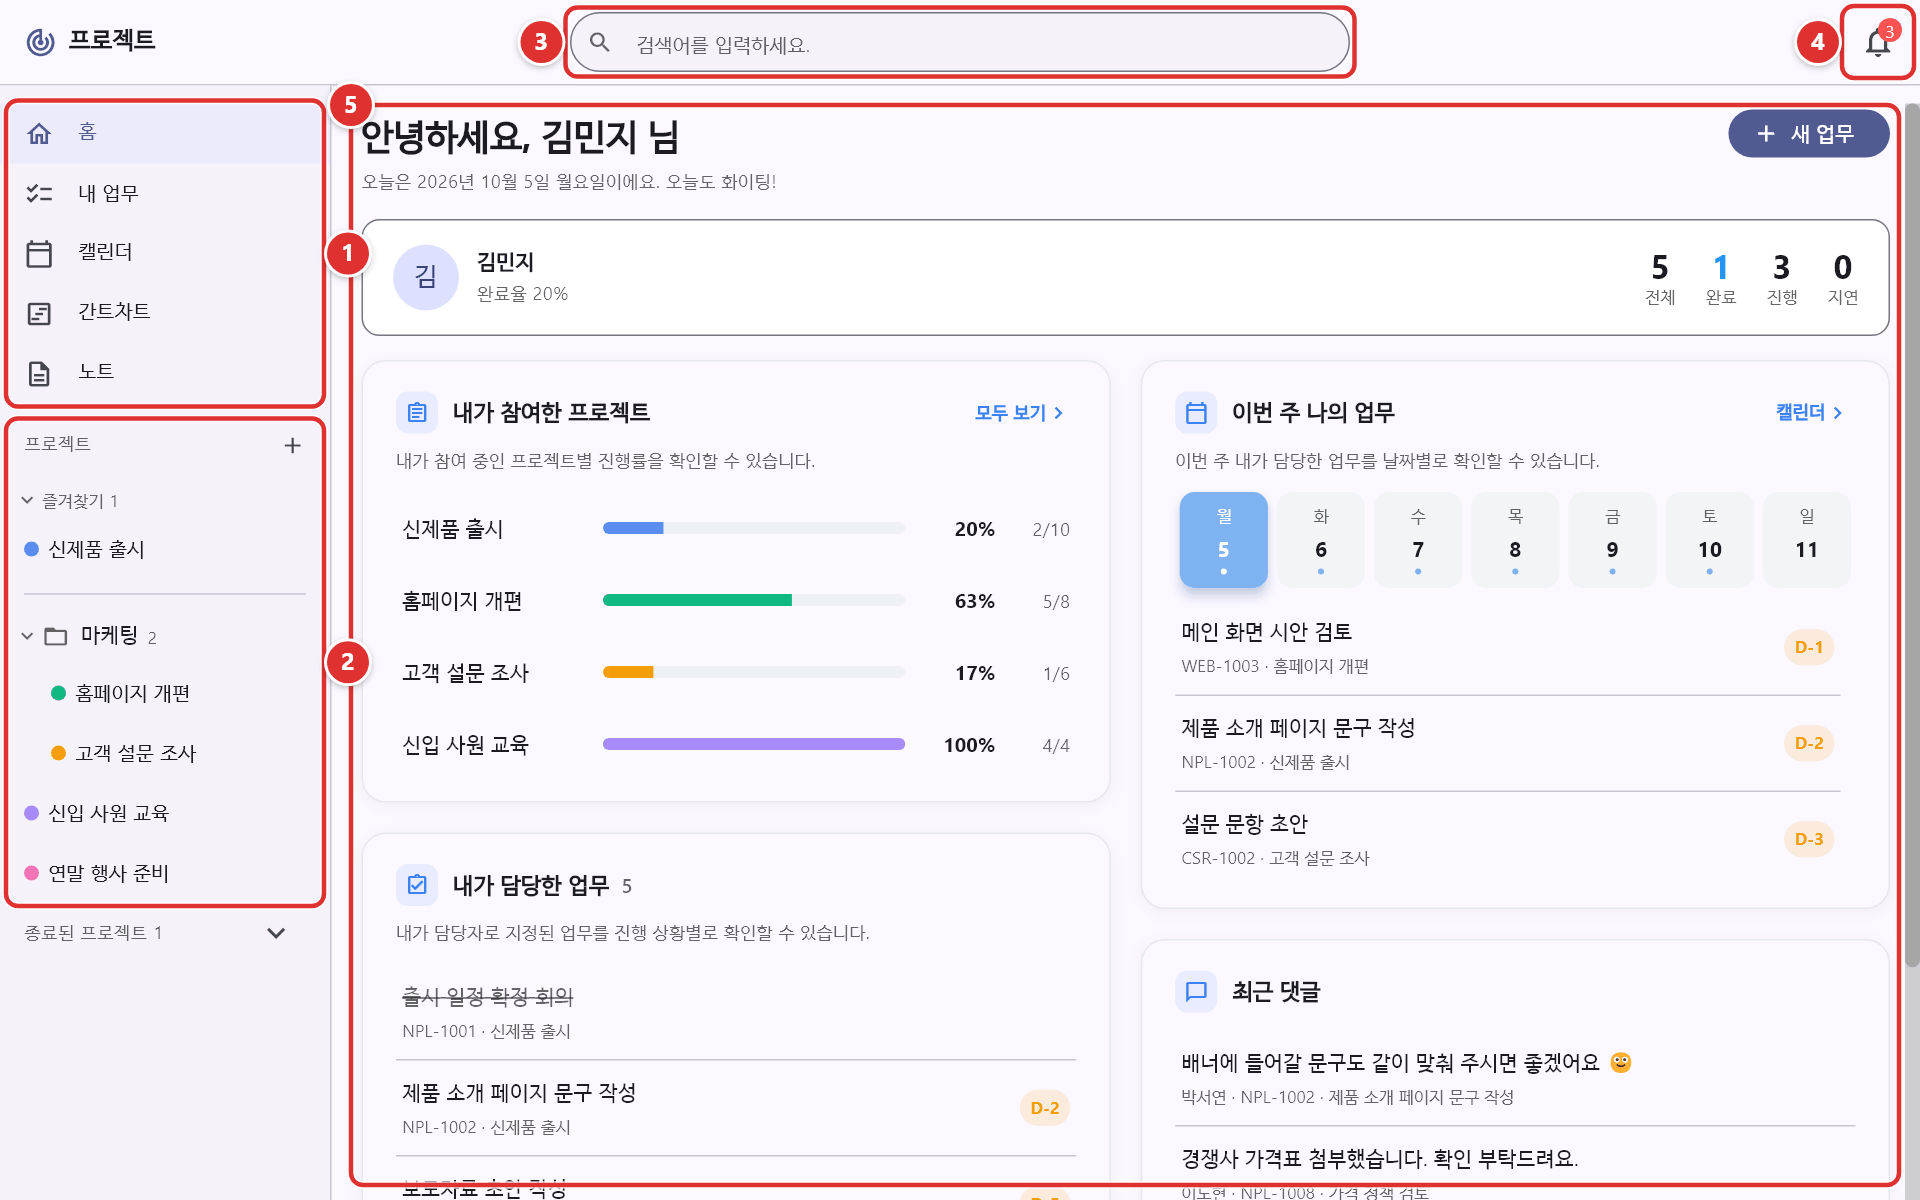 프로젝트
3
검색어를 입력하세요.
4
3
홈
내 업무
캘린더
간트차트
노트
1
프로젝트
즐겨찾기 1
신제품 출시
마케팅 2
홈페이지 개편
고객 설문 조사
신입 사원 교육
연말 행사 준비
2
종료된 프로젝트 1
5
안녕하세요, 김민지 님
새 업무
오늘은 2026년 10월 5일 월요일이에요. 오늘도 화이팅!
김
김민지
완료율 20%
5 1 3 0
전체 완료 진행 지연
내가 참여한 프로젝트
모두 보기
내가 참여 중인 프로젝트별 진행률을 확인할 수 있습니다.
신제품 출시 20% 2/10
홈페이지 개편 63% 5/8
고객 설문 조사 17% 1/6
신입 사원 교육 100% 4/4
내가 담당한 업무 5
내가 담당자로 지정된 업무를 진행 상황별로 확인할 수 있습니다.
출시 일정 확정 회의
NPL-1001 · 신제품 출시
제품 소개 페이지 문구 작성
D-2
NPL-1002 · 신제품 출시
보도자료 초안 작성
이번 주 나의 업무
캘린더
이번 주 내가 담당한 업무를 날짜별로 확인할 수 있습니다.
월 화 수 목 금 토 일
5 6 7 8 9 10 11
메인 화면 시안 검토
D-1
WEB-1003 · 홈페이지 개편
제품 소개 페이지 문구 작성
D-2
NPL-1002 · 신제품 출시
설문 문항 초안
D-3
CSR-1002 · 고객 설문 조사
최근 댓글
배너에 들어갈 문구도 같이 맞춰 주시면 좋겠어요 🙂
박서연 · NPL-1002 · 제품 소개 페이지 문구 작성
경쟁사 가격표 첨부했습니다. 확인 부탁드려요.
이도현 · NPL-1008 · 가격 정책 검토